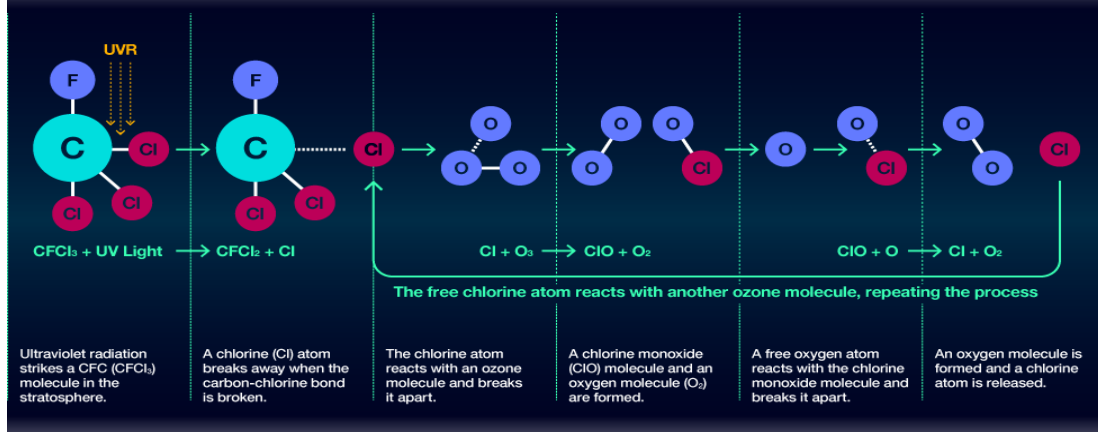 UVR
F
C
Cl
Cl
Cl
F
C
Cl
Cl
Cl
O
O
O
O
O
O
Cl
O
O
Cl
O
O
Cl
CFCl₃ + UV Light
CFCl₂ + Cl
Cl + O₃
ClO + O₂
ClO + O
Cl + O₂
The free chlorine atom reacts with another ozone molecule, repeating the process
Ultraviolet radiation
strikes a CFC (CFCl₃)
molecule in the
stratosphere.
A chlorine (Cl) atom
breaks away when the
carbon-chlorine bond
is broken.
The chlorine atom
reacts with an ozone
molecule and breaks
it apart.
A chlorine monoxide
(ClO) molecule and an
oxygen molecule (O₂)
are formed.
A free oxygen atom
reacts with the chlorine
monoxide molecule and
breaks it apart.
An oxygen molecule is
formed and a chlorine
atom is released.